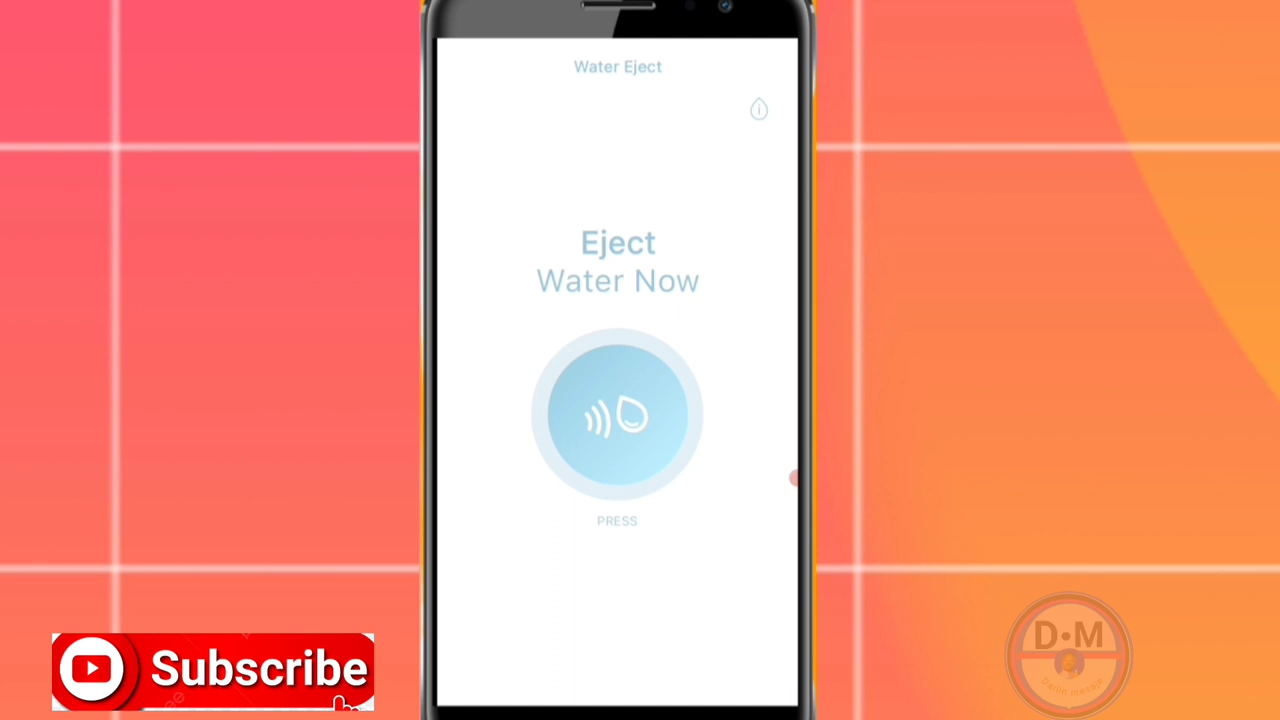 Water Eject
Eject
Water Now
PRESS
Subscribe
D•M